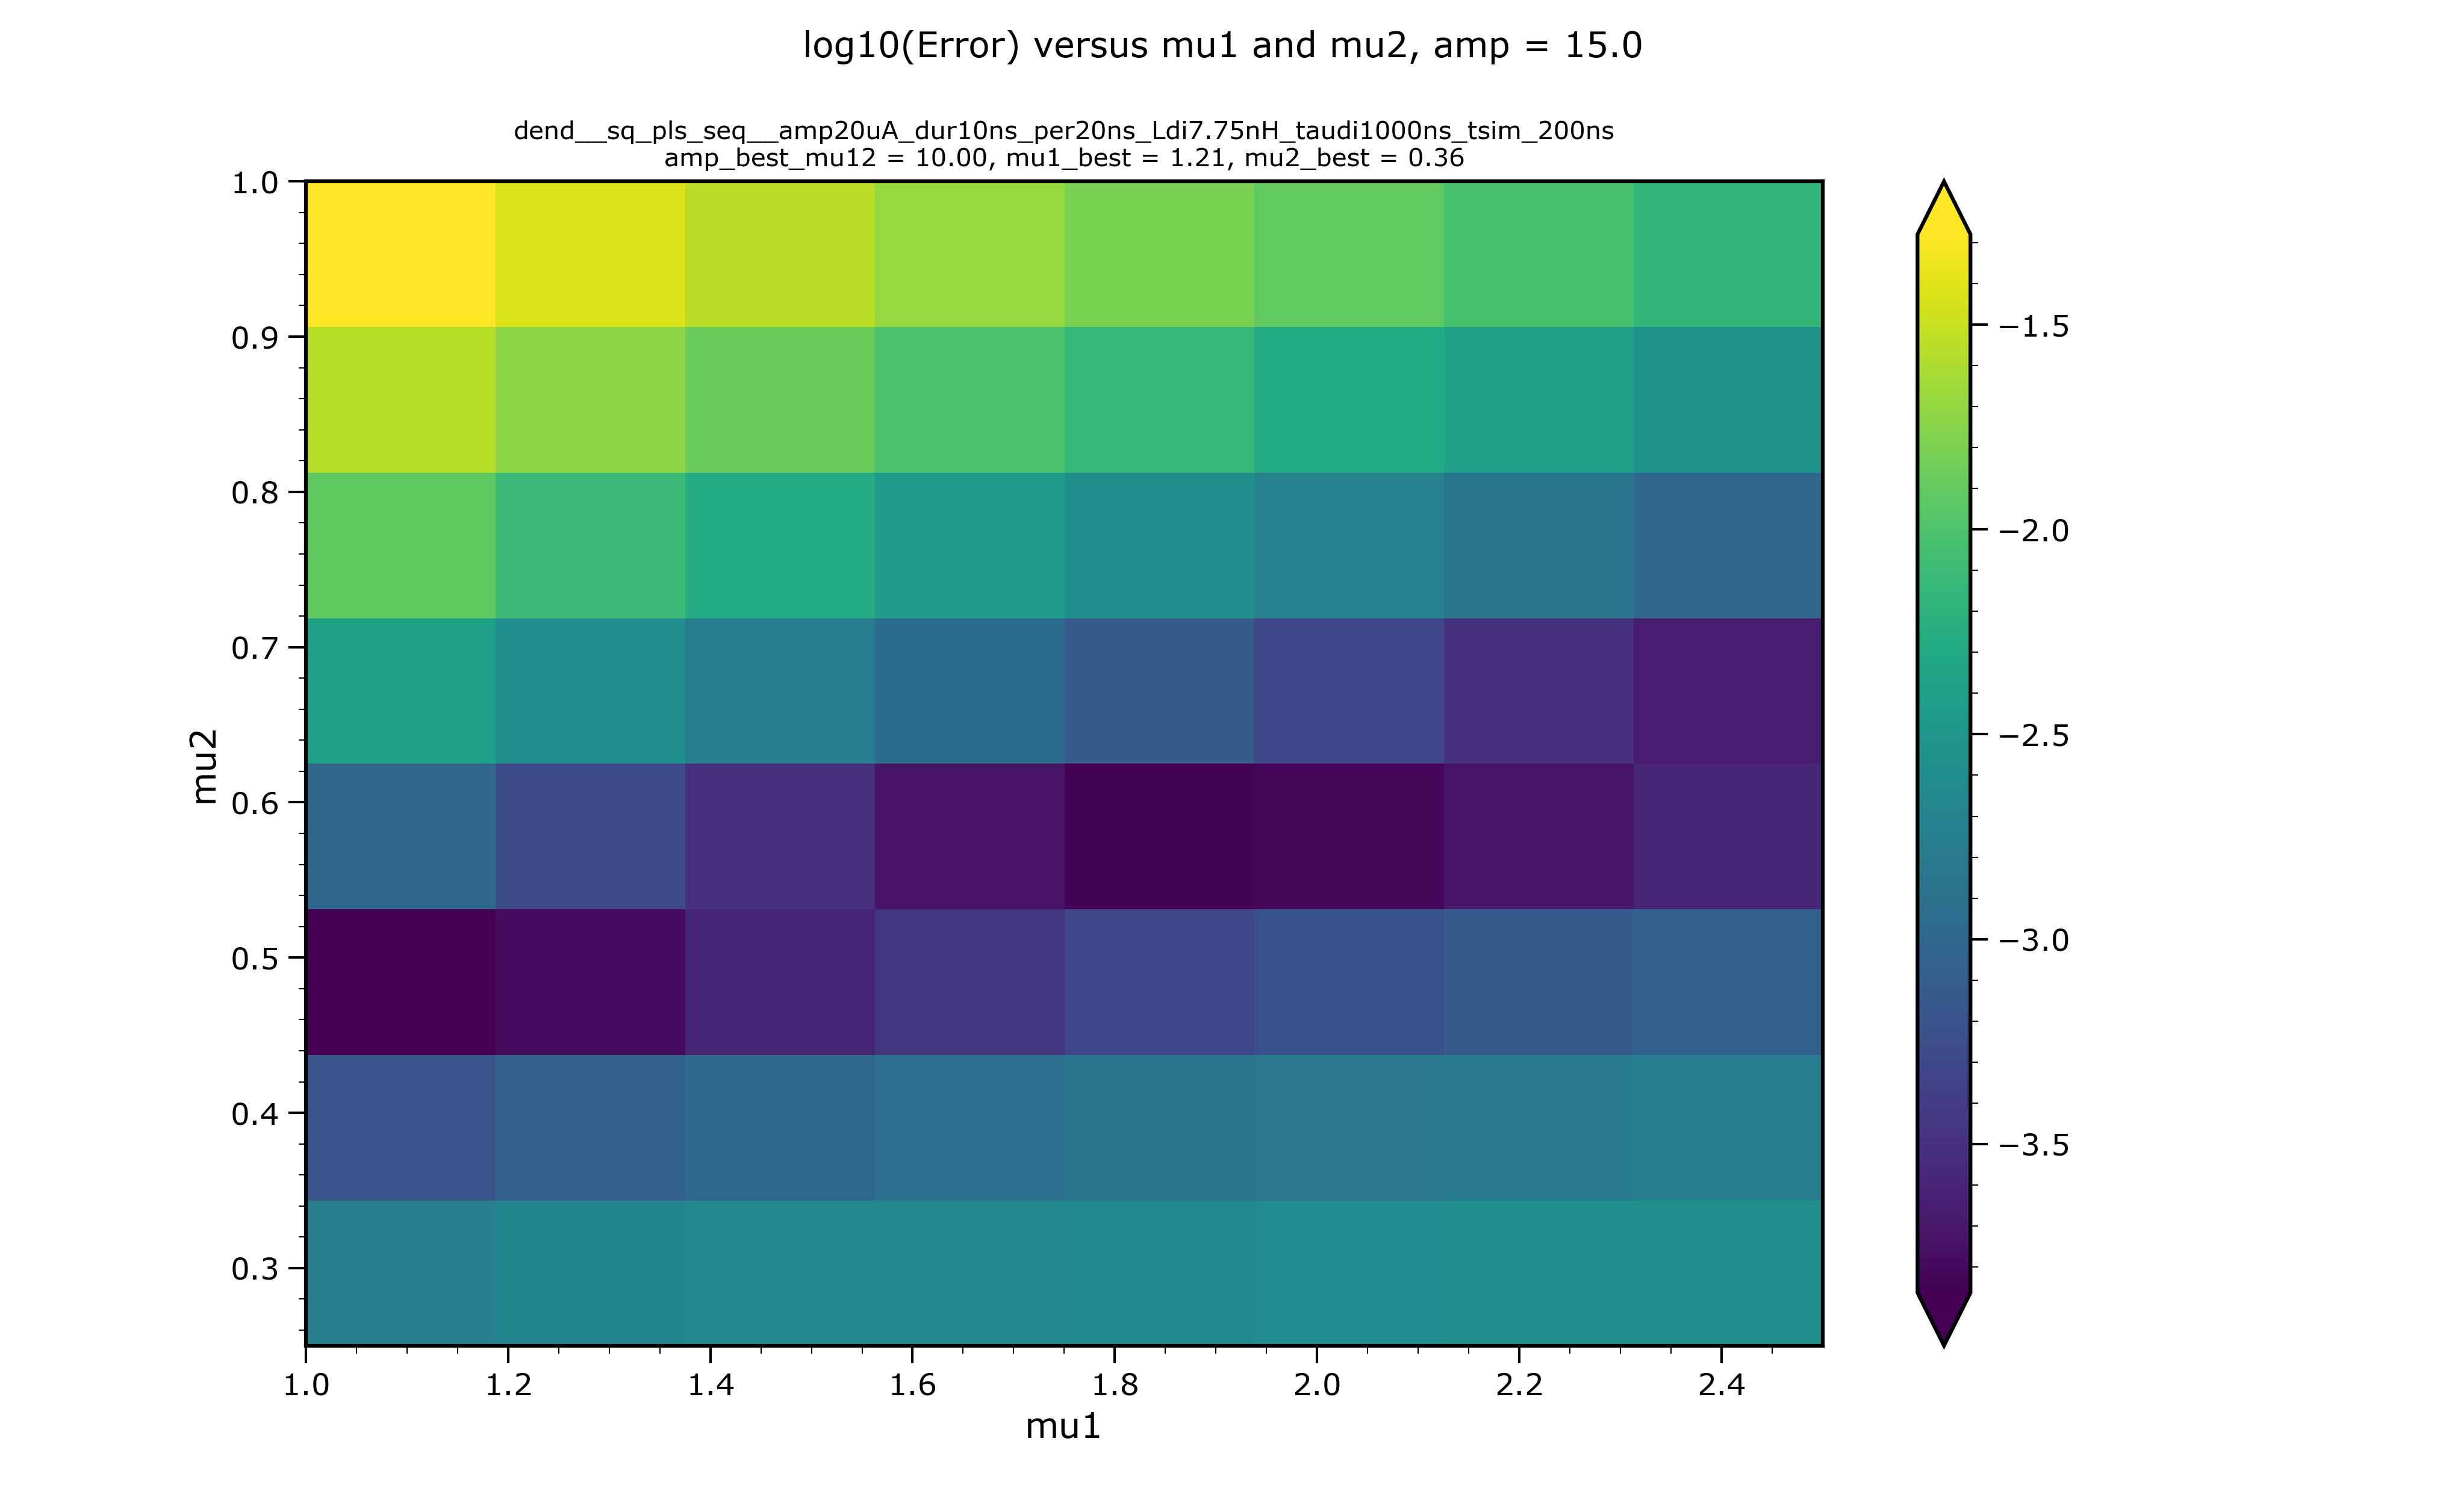 log10(Error) versus mu1 and mu2, amp = 15.0
dend__sq_pls_seq__amp20uA_dur10ns_per20ns_Ldi7.75nH_taudi1000ns_tsim_200ns
amp_best_mu12 = 10.00, mu1_best = 1.21, mu2_best = 0.36
1.0
0.9
0.8
0.7
0.6
0.5
0.4
0.3
mu2
1.0 1.2 1.4 1.6 1.8 2.0 2.2 2.4
mu1
−1.5
−2.0
−2.5
−3.0
−3.5